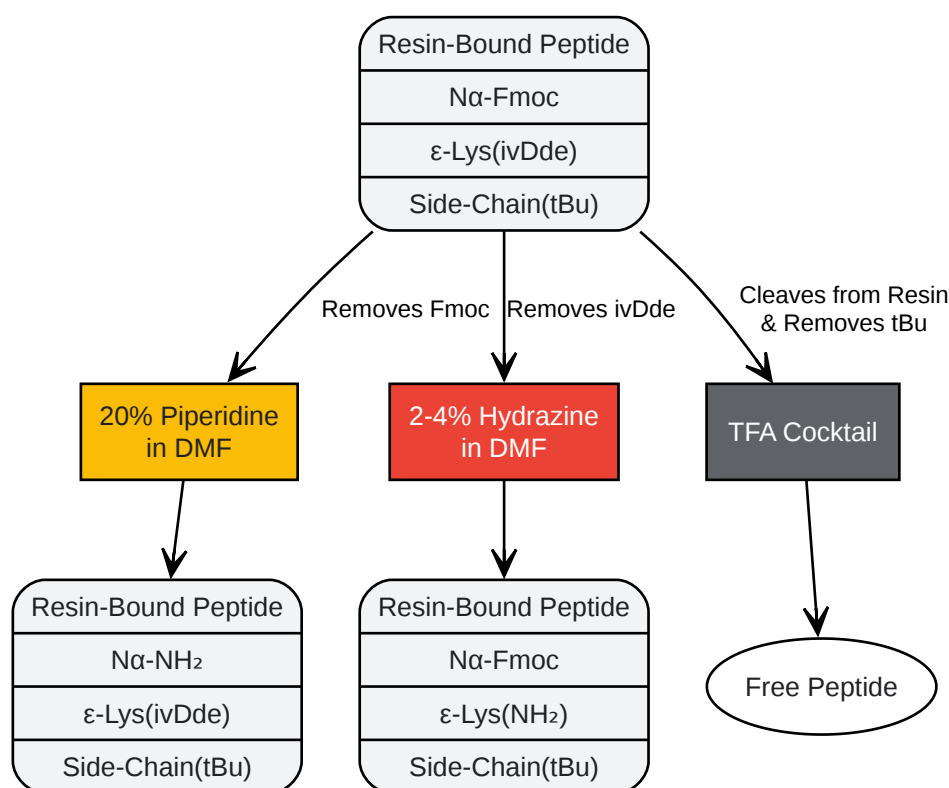 Resin-Bound Peptide
Nα-Fmoc
ε-Lys(ivDde)
Side-Chain(tBu)
Removes Fmoc
Removes ivDde
Cleaves from Resin
& Removes tBu
20% Piperidine
in DMF
2-4% Hydrazine
in DMF
TFA Cocktail
Resin-Bound Peptide
Nα-NH₂
ε-Lys(ivDde)
Side-Chain(tBu)
Resin-Bound Peptide
Nα-Fmoc
ε-Lys(NH₂)
Side-Chain(tBu)
Free Peptide